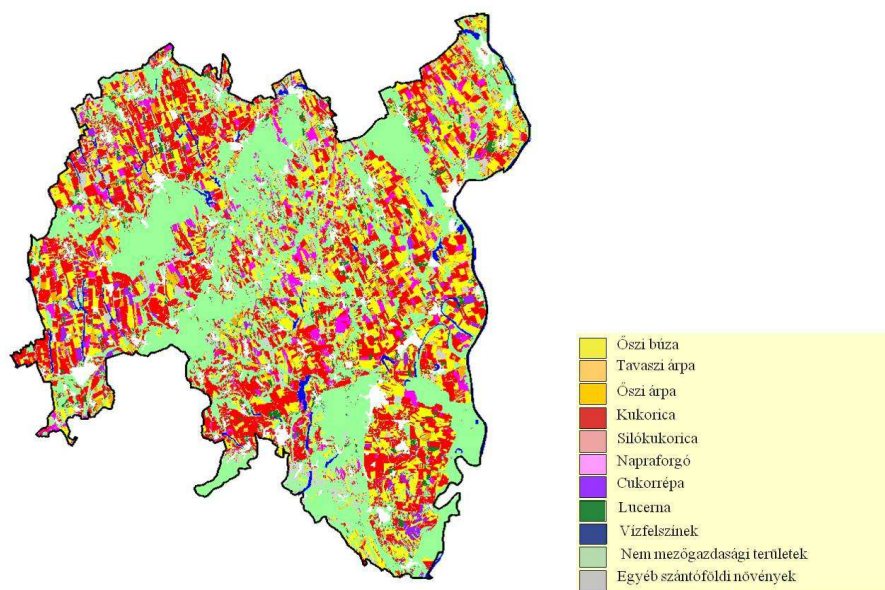 Őszi búza
Tavaszi árpa
Őszi árpa
Kukorica
Silókukorica
Napraforgó
Cukorrépa
Lucerna
Vízfelszínek
Nem mezőgazdasági területek
Egyéb szántóföldi növények